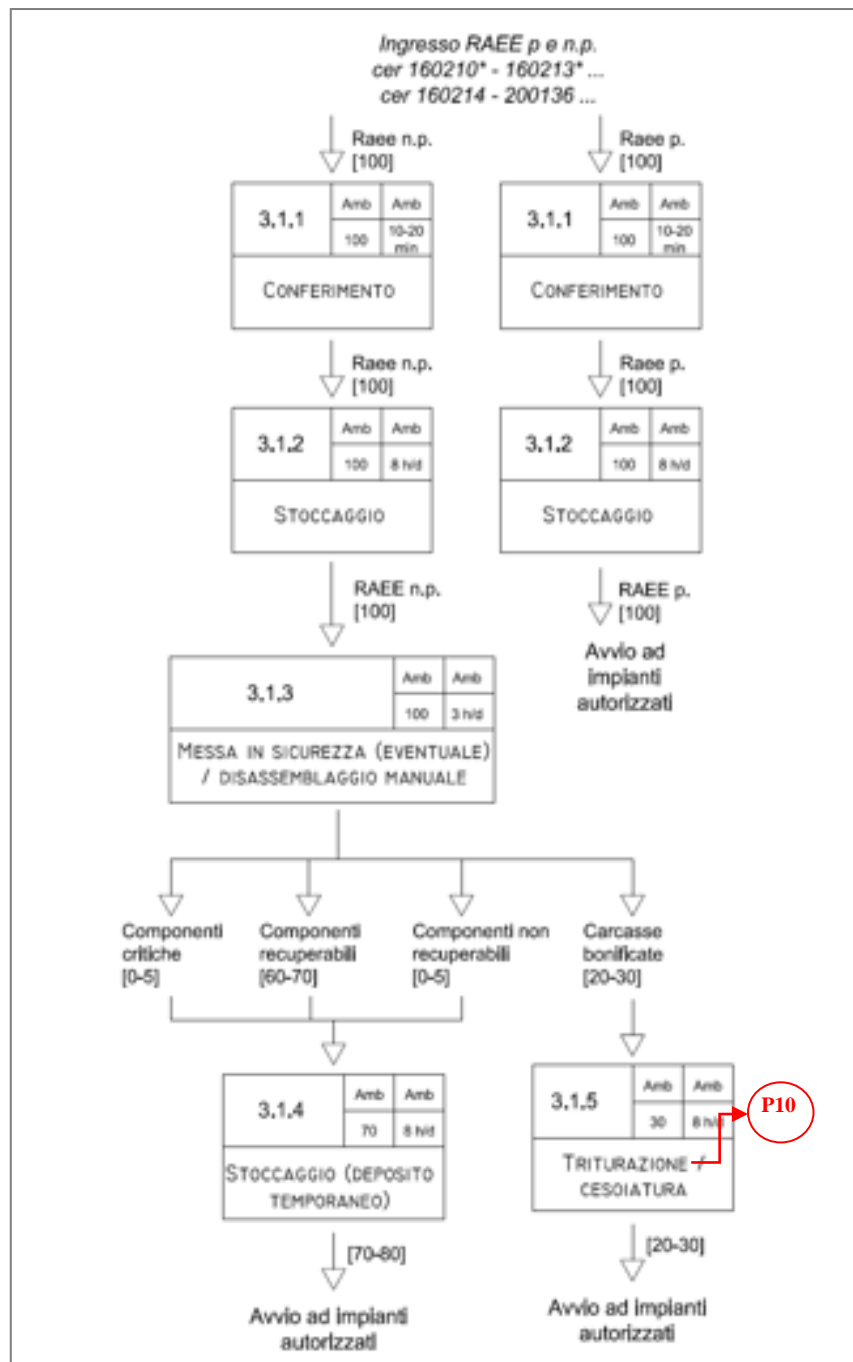 Ingresso RAEE p e n.p.
cer 160210* - 160213* ...
cer 160214 - 200136 ...
Raee n.p.
[100]
Raee p.
[100]
3.1.1
Amb
Amb
100
10-20
min
CONFERIMENTO
3.1.1
Amb
Amb
100
10-20
min
CONFERIMENTO
Raee n.p.
[100]
Raee p.
[100]
3.1.2
Amb
Amb
100
8 h/d
STOCCAGGIO
3.1.2
Amb
Amb
100
8 h/d
STOCCAGGIO
RAEE n.p.
[100]
RAEE p.
[100]
Avvio ad
impianti
autorizzati
3.1.3
Amb
Amb
100
3 h/d
MESSA IN SICUREZZA (EVENTUALE)
/ DISASSEMBLAGGIO MANUALE
Componenti
critiche
[0-5]
Componenti
recuperabili
[60-70]
Componenti non
recuperabili
[0-5]
Carcasse
bonificate
[20-30]
3.1.4
Amb
Amb
70
8 h/d
STOCCAGGIO (DEPOSITO
TEMPORANEO)
3.1.5
Amb
Amb
30
8 h/d
TRITURAZIONE /
CESOIATURA
P10
[70-80]
Avvio ad impianti
autorizzati
[20-30]
Avvio ad impianti
autorizzati